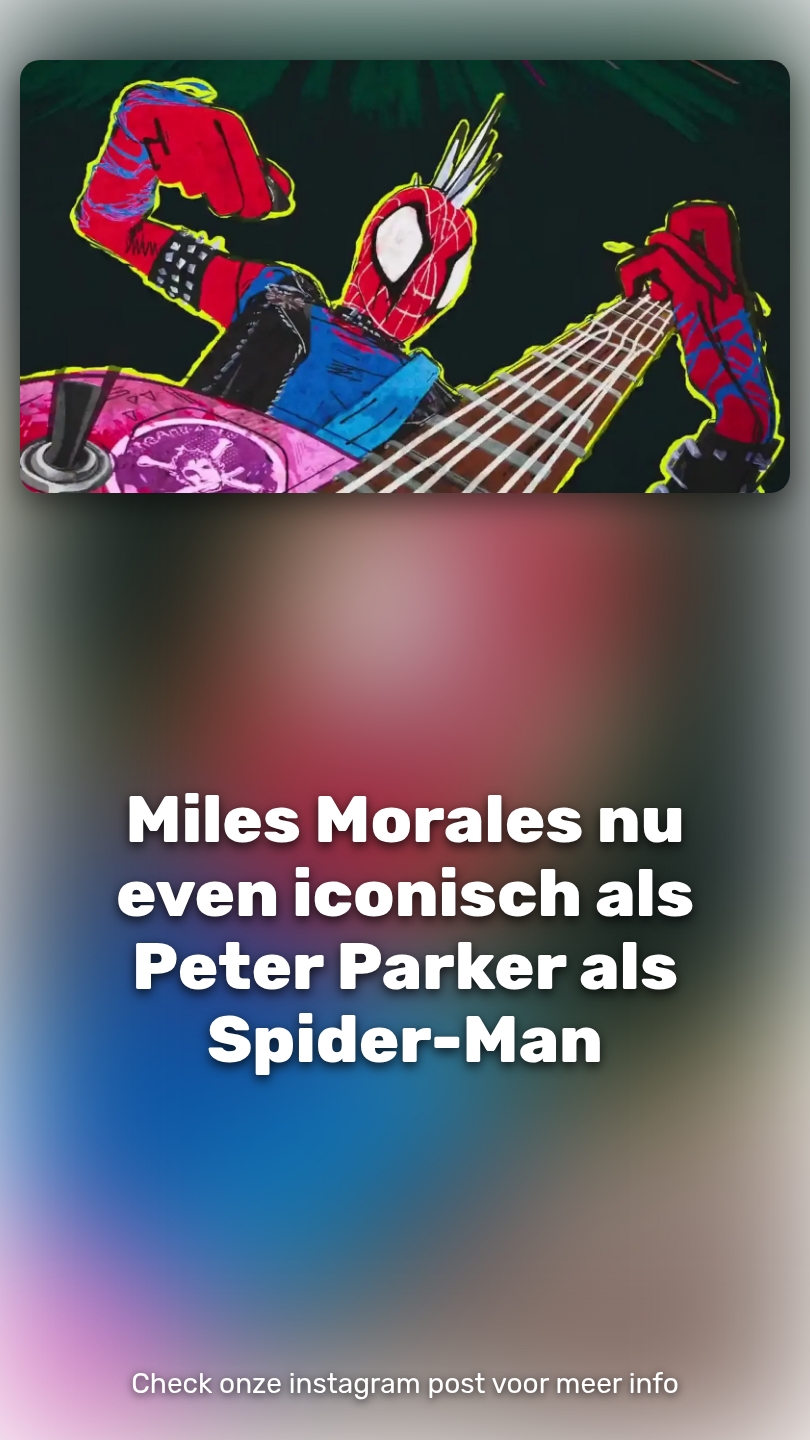 Miles Morales nu
even iconisch als
Peter Parker als
Spider-Man
Check onze instagram post voor meer info